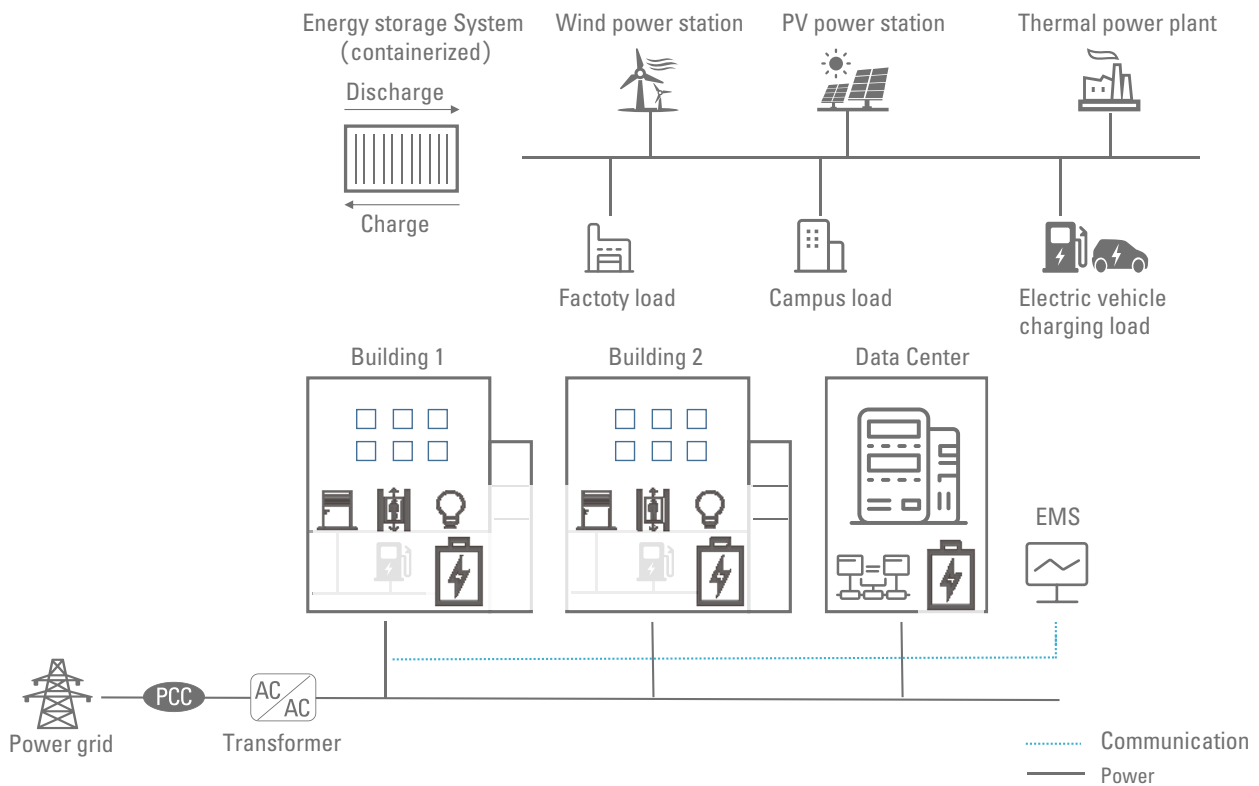 Energy storage System
(containerized)
Wind power station
PV power station
Thermal power plant
Discharge
Charge
Factoty load
Campus load
Electric vehicle
charging load
Building 1
Building 2
Data Center
EMS
PCC
AC
AC
Power grid
Transformer
Communication
Power